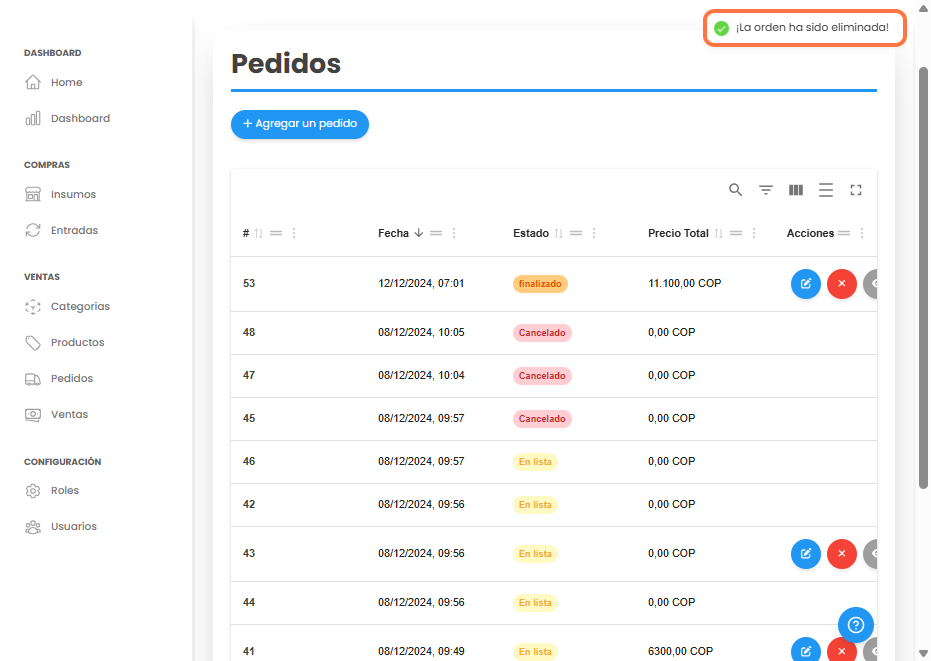 ¡La orden ha sido eliminada!
DASHBOARD
Home
Dashboard
COMPRAS
Insumos
Entradas
VENTAS
Categorias
Productos
Pedidos
Ventas
CONFIGURACIÓN
Roles
Usuarios
Pedidos
+ Agregar un pedido
# Fecha Estado Precio Total Acciones
53 12/12/2024, 07:01 finalizado 11.100,00 COP
48 08/12/2024, 10:05 Cancelado 0,00 COP
47 08/12/2024, 10:04 Cancelado 0,00 COP
45 08/12/2024, 09:57 Cancelado 0,00 COP
46 08/12/2024, 09:57 En lista 0,00 COP
42 08/12/2024, 09:56 En lista 0,00 COP
43 08/12/2024, 09:56 En lista 0,00 COP
44 08/12/2024, 09:56 En lista 0,00 COP
41 08/12/2024, 09:49 En lista 6300,00 COP